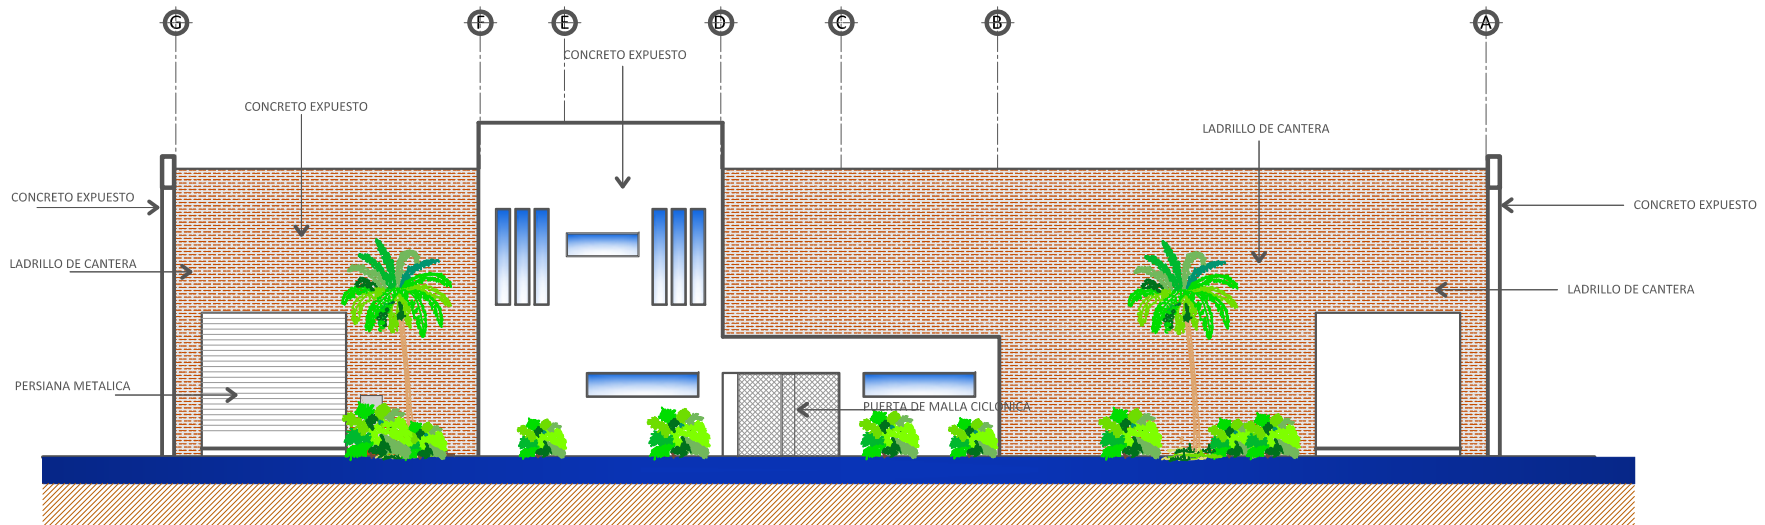 G F E D C B A
CONCRETO EXPUESTO
CONCRETO EXPUESTO
LADRILLO DE CANTERA
CONCRETO EXPUESTO
CONCRETO EXPUESTO
LADRILLO DE CANTERA
LADRILLO DE CANTERA
PERSIANA METALICA
PUERTA DE MALLA CICLONICA